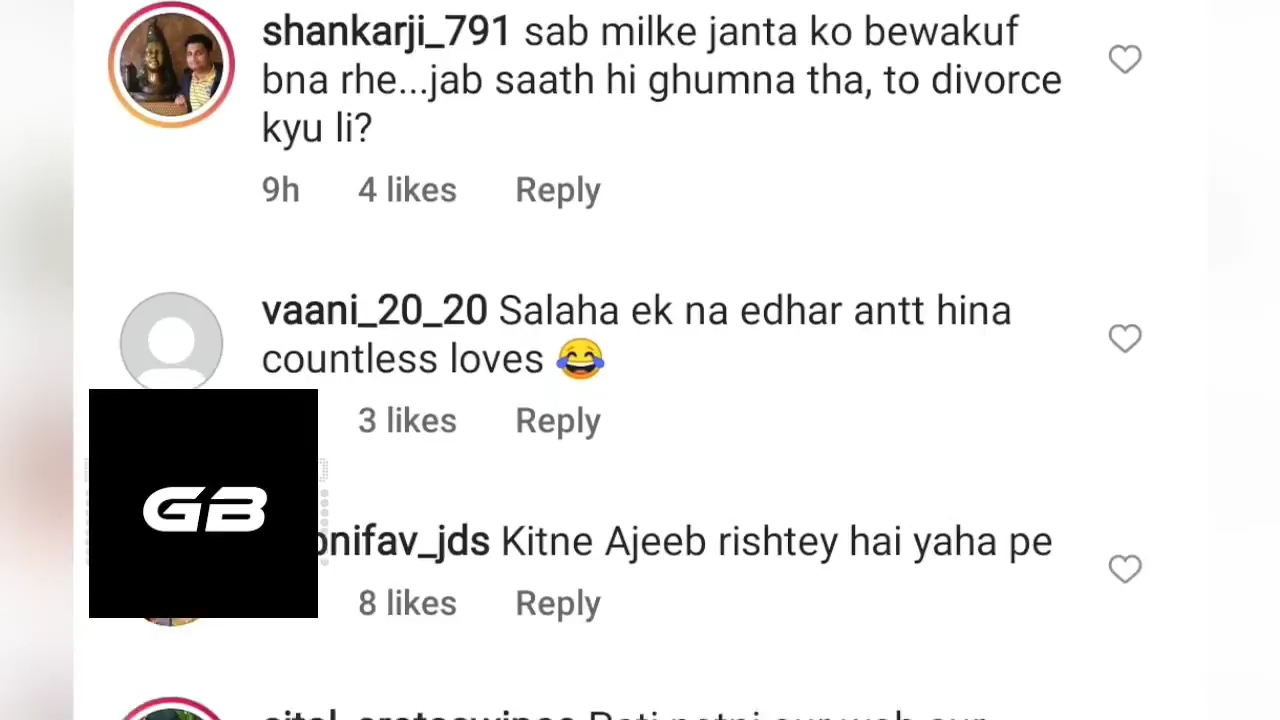 shankarji_791 sab milke janta ko bewakuf
bna rhe...jab saath hi ghumna tha, to divorce
kyu li?
9h 4 likes Reply
vaani_20_20 Salaha ek na edhar antt hina
countless loves 😂
3 likes Reply
GB
nifav_jds Kitne Ajeeb rishtey hai yaha pe
8 likes Reply